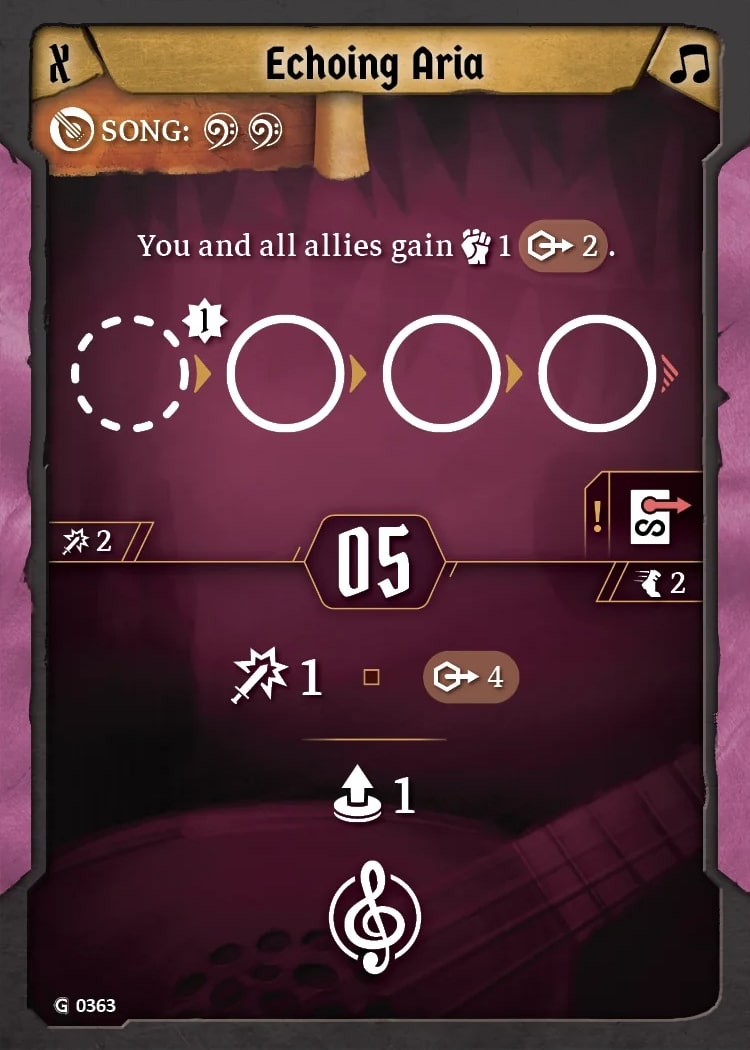 א Echoing Aria
SONG:
You and all allies gain 1 2 .
1
2
05
!
2
1 4
1
G 0363